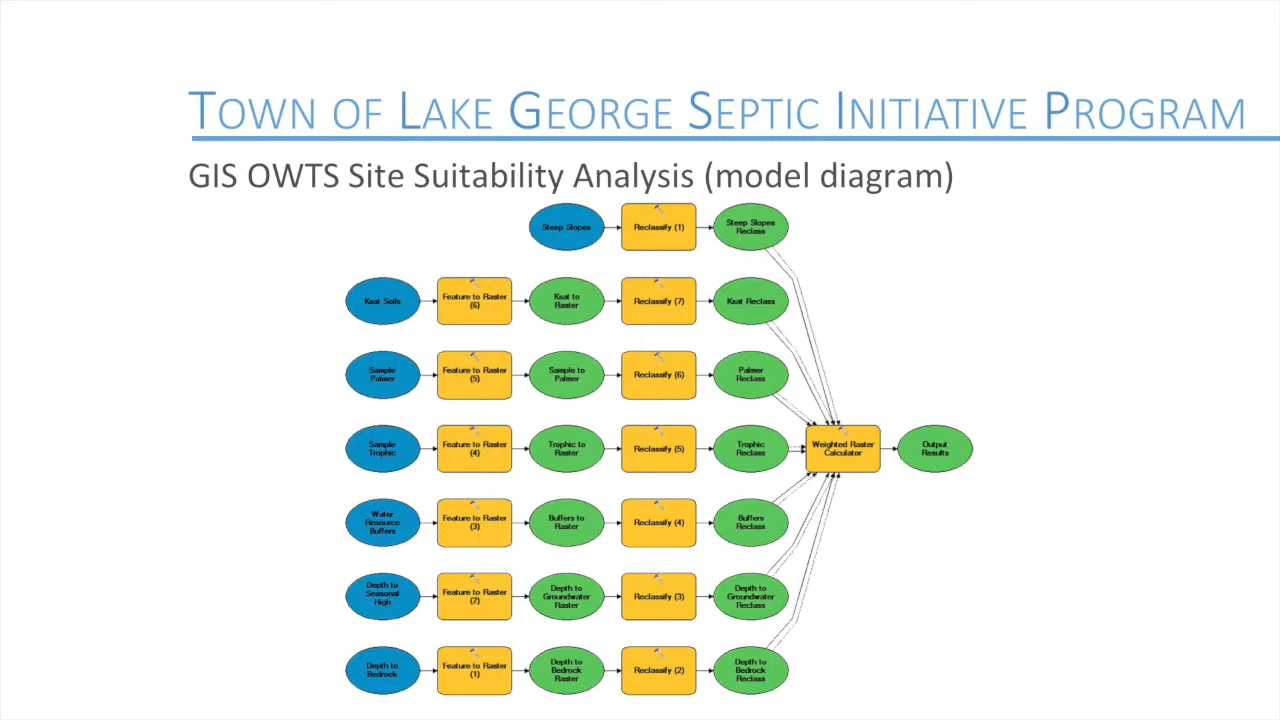 TOWN OF LAKE GEORGE SEPTIC INITIATIVE PROGRAM
GIS OWTS Site Suitability Analysis (model diagram)
Steep Slopes
Reclassify (1)
Steep Slopes
Reclass
Ksat Soils
Feature to Raster
(6)
Ksat to
Raster
Reclassify (7)
Ksat Reclass
Sample
Palmer
Feature to Raster
(5)
Sample to
Palmer
Reclassify (6)
Palmer
Reclass
Sample
Trophic
Feature to Raster
(4)
Trophic to
Raster
Reclassify (5)
Trophic
Reclass
Weighted Raster
Calculator
Output
Results
Water
Resource
Buffers
Feature to Raster
(3)
Buffers to
Raster
Reclassify (4)
Buffers
Reclass
Depth to
Seasonal
High
Feature to Raster
(2)
Depth to
Groundwater
Raster
Reclassify (3)
Depth to
Groundwater
Reclass
Depth to
Bedrock
Feature to Raster
(1)
Depth to
Bedrock
Raster
Reclassify (2)
Depth to
Bedrock
Reclass